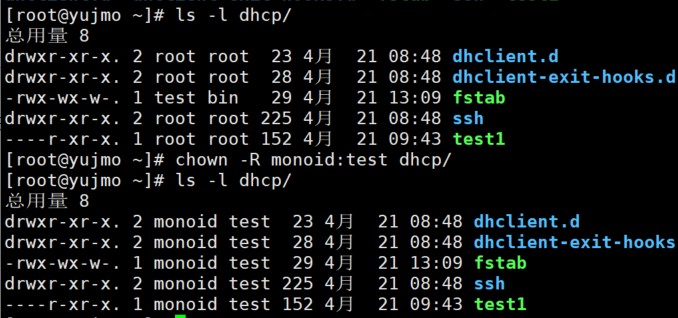 [root@yujmo ~]# ls -l dhcp/
总用量 8
drwxr-xr-x. 2 root root  23 4月  21 08:48 dhclient.d
drwxr-xr-x. 2 root root  28 4月  21 08:48 dhclient-exit-hooks.d
-rwx-wx-w-. 1 test bin   29 4月  21 13:09 fstab
drwxr-xr-x. 2 root root 225 4月  21 08:48 ssh
----r-xr-x. 1 root root 152 4月  21 09:43 test1
[root@yujmo ~]# chown -R monoid:test dhcp/
[root@yujmo ~]# ls -l dhcp/
总用量 8
drwxr-xr-x. 2 monoid test  23 4月  21 08:48 dhclient.d
drwxr-xr-x. 2 monoid test  28 4月  21 08:48 dhclient-exit-hooks
-rwx-wx-w-. 1 monoid test  29 4月  21 13:09 fstab
drwxr-xr-x. 2 monoid test 225 4月  21 08:48 ssh
----r-xr-x. 1 monoid test 152 4月  21 09:43 test1